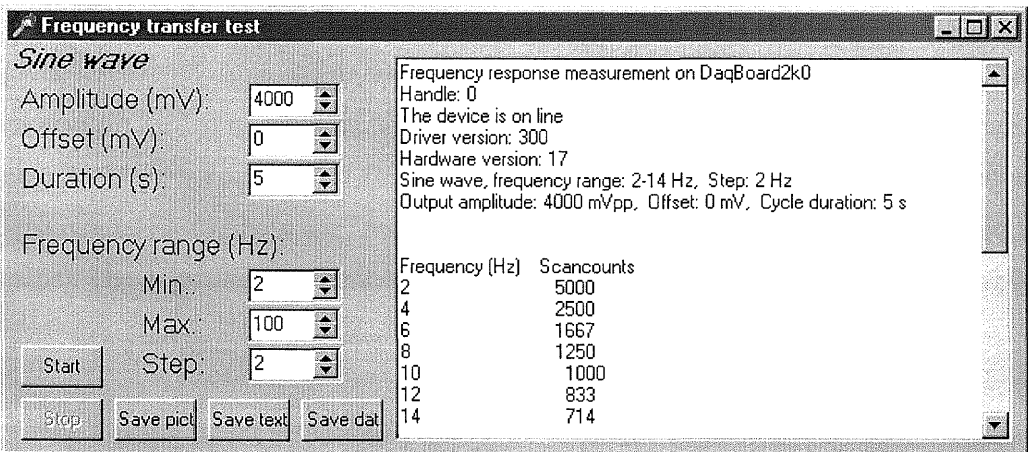 Frequency transfer test
Sine wave
Amplitude (mV): 4000
Offset (mV): 0
Duration (s): 5
Frequency range (Hz):
Min.: 2
Max.: 100
Step: 2
Start
Stop Save pict Save text Save dat
Frequency response measurement on DaqBoard2k0
Handle: 0
The device is on line
Driver version: 300
Hardware version: 17
Sine wave, frequency range: 2-14 Hz, Step: 2 Hz
Output amplitude: 4000 mVpp, Offset: 0 mV, Cycle duration: 5 s
Frequency (Hz) Scancounts
2 5000
4 2500
6 1667
8 1250
10 1000
12 833
14 714